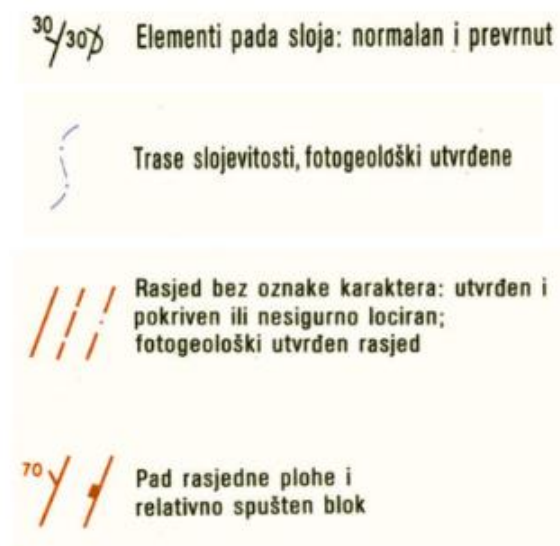 30 30 Elementi pada sloja: normalan i prevrnut
Trase slojevitosti, fotogeološki utvrđene
Rasjed bez oznake karaktera: utvrđen i
pokriven ili nesigurno lociran;
fotogeološki utvrđen rasjed
70 Pad rasjedne plohe i
relativno spušten blok